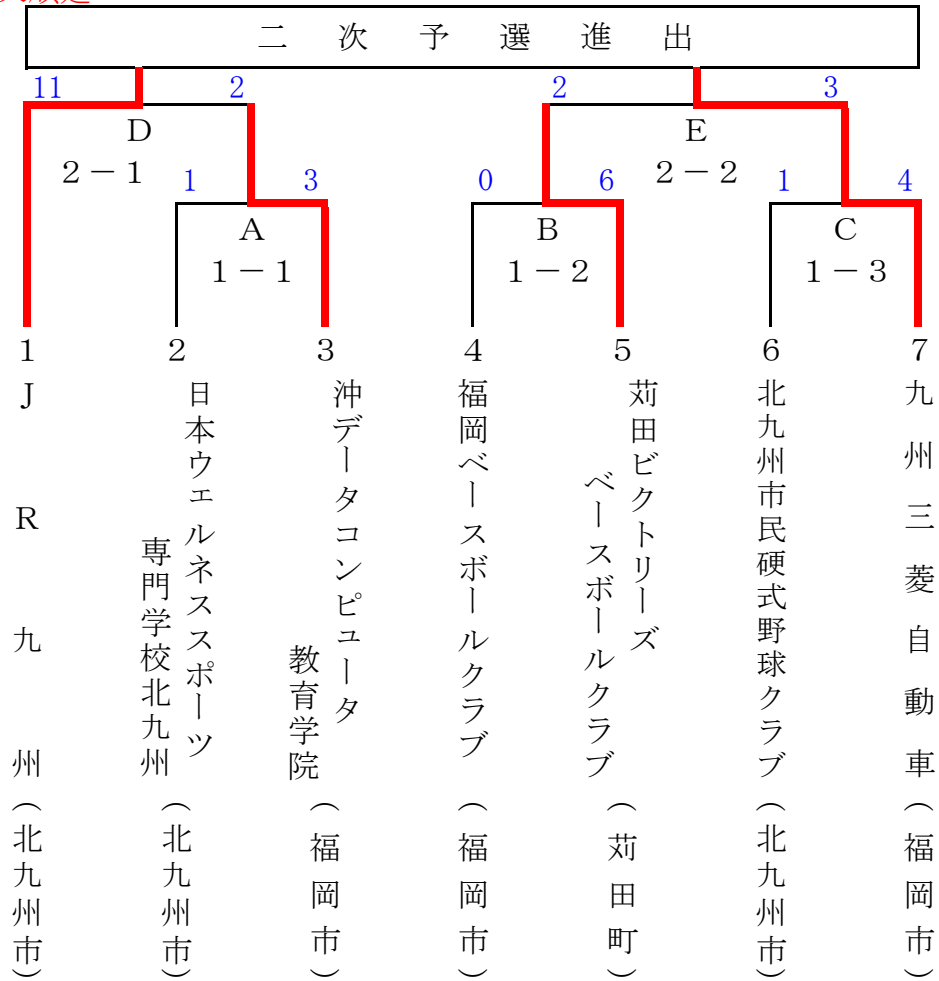 二次予選進出
11 2 2 3
D E
2－1 2－2
1 3 0 6 1 4
A B C
1－1 1－2 1－3
1 2 3 4 5 6 7
JR九州（北九州市）
日本ウェルネススポーツ
専門学校北九州
（北九州市）
沖データコンピュータ
教育学院
（福岡市）
福岡ベースボールクラブ（福岡市）
苅田ビクトリーズ
ベースボールクラブ
（苅田町）
北九州市民硬式野球クラブ（北九州市）
九州三菱自動車（福岡市）